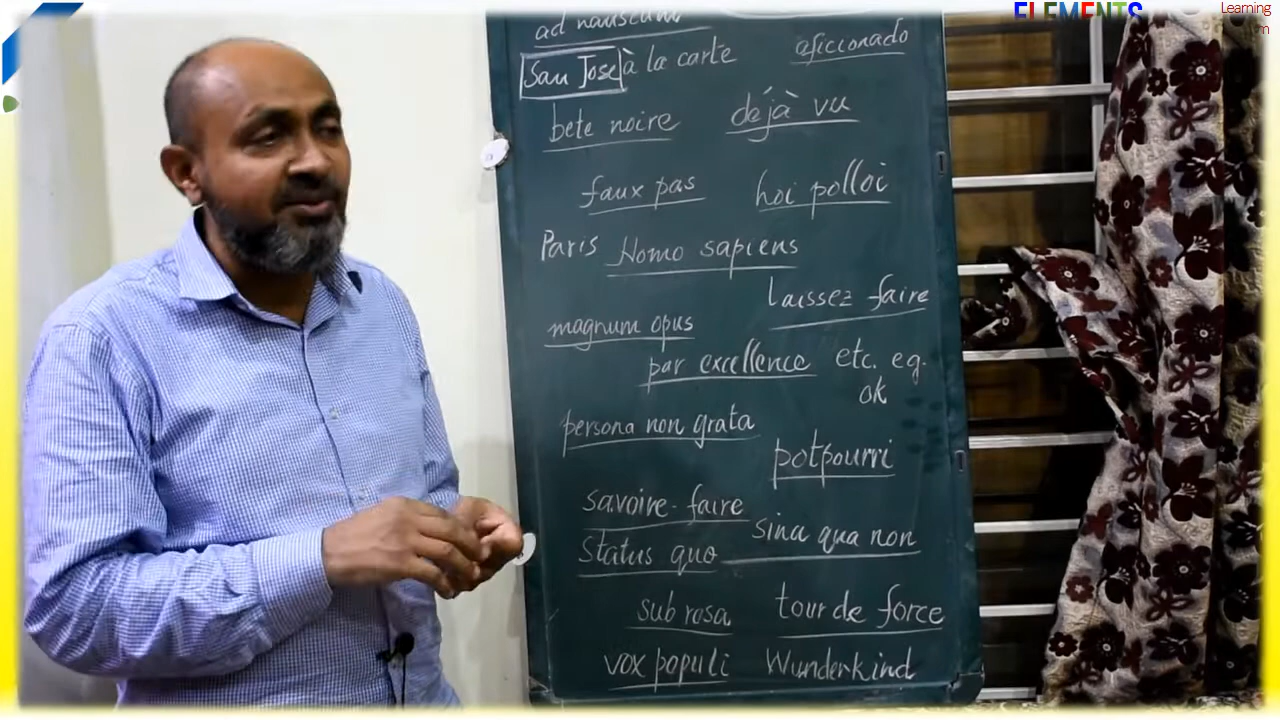 ELEMENTS
Learning
ad nauseam
San Jose à la carte aficionado
bete noire déjà vu
faux pas hoi polloi
Paris Homo sapiens
laissez faire
magnum opus
par excellence etc. eg.
ok
persona non grata
potpourri
savoire-faire
sina qua non
Status quo
sub rosa tour de force
vox populi Wunderkind